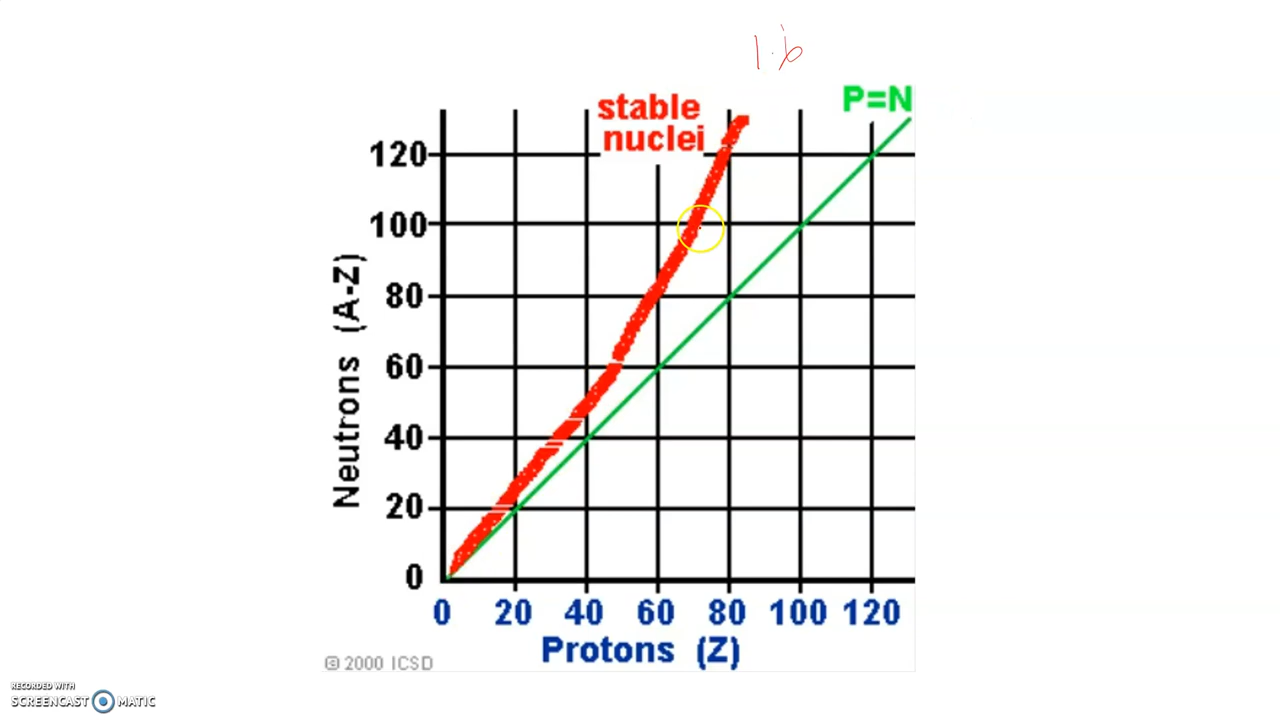 1.6
stable
nuclei
P=N
120
100
80
60
40
20
0
Neutrons (A-Z)
0 20 40 60 80 100 120
Protons (Z)
© 2000 ICSD
RECORDED WITH
SCREENCAST MATIC